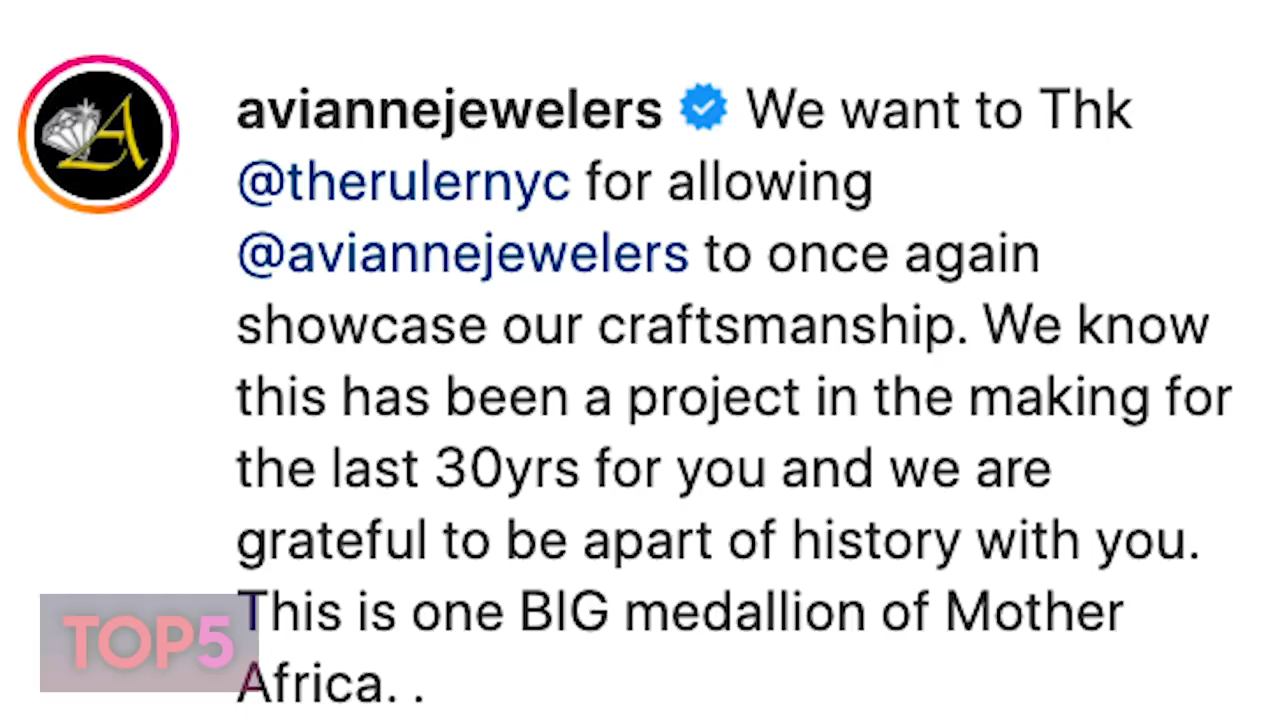 aviannejewelers We want to Thk
@therulernyc for allowing
@aviannejewelers to once again
showcase our craftsmanship. We know
this has been a project in the making for
the last 30yrs for you and we are
grateful to be apart of history with you.
This is one BIG medallion of Mother
Africa. .
TOP5
A